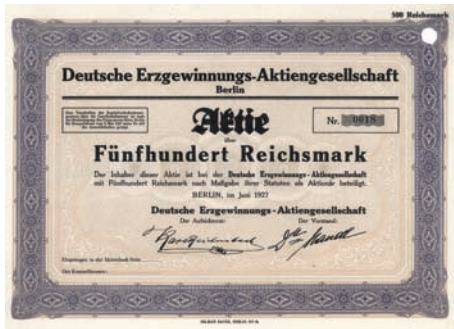 500 Reichsmark
Deutsche Erzgewinnungs-Aktiengesellschaft
Berlin
Aktie
Nr. 0018
über
Fünfhundert Reichsmark
Der Inhaber dieser Aktie ist bei der Deutsche Erzgewinnungs-Aktiengesellschaft
mit Fünfhundert Reichsmark nach Maßgabe ihrer Statuten als Aktionär beteiligt.
BERLIN, im Juni 1927
Deutsche Erzgewinnungs-Aktiengesellschaft
Der Aufsichtsrat: Der Vorstand:
Eingetragen in der Aktienbuch-Seite
Der Kontrollbeamte: